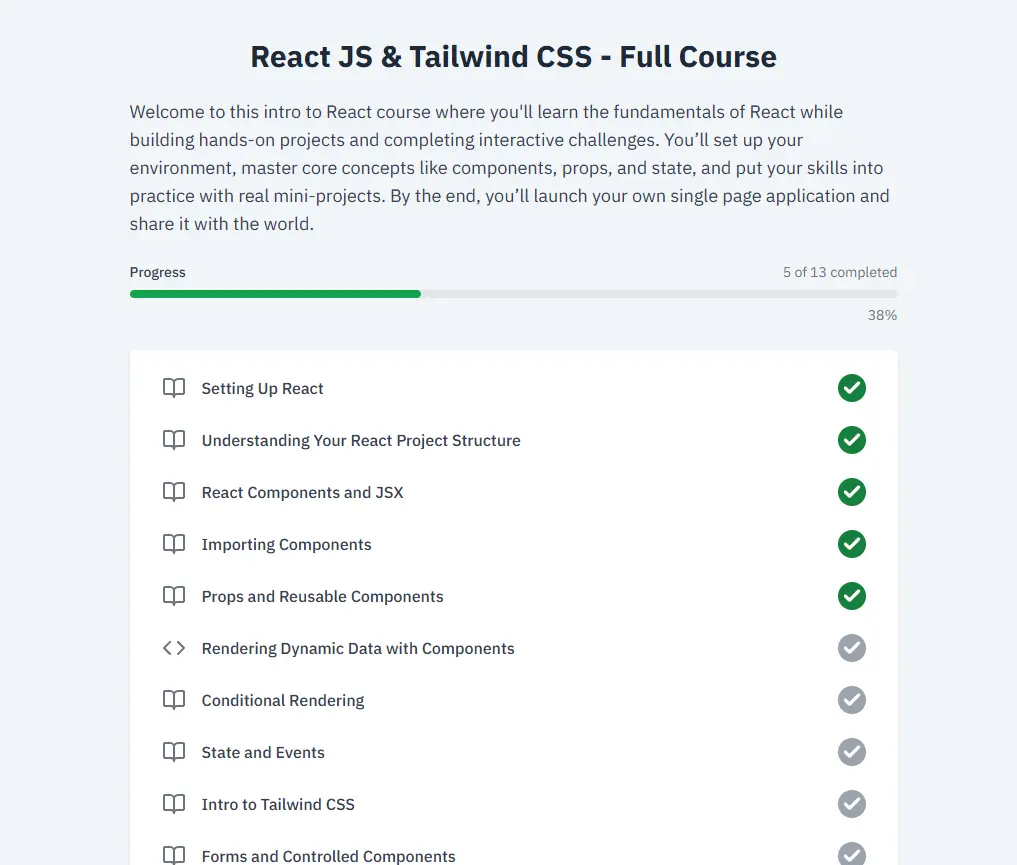 React JS & Tailwind CSS - Full Course
Welcome to this intro to React course where you'll learn the fundamentals of React while
building hands-on projects and completing interactive challenges. You’ll set up your
environment, master core concepts like components, props, and state, and put your skills into
practice with real mini-projects. By the end, you’ll launch your own single page application and
share it with the world.
Progress
5 of 13 completed
38%
Setting Up React
Understanding Your React Project Structure
React Components and JSX
Importing Components
Props and Reusable Components
Rendering Dynamic Data with Components
Conditional Rendering
State and Events
Intro to Tailwind CSS
Forms and Controlled Components